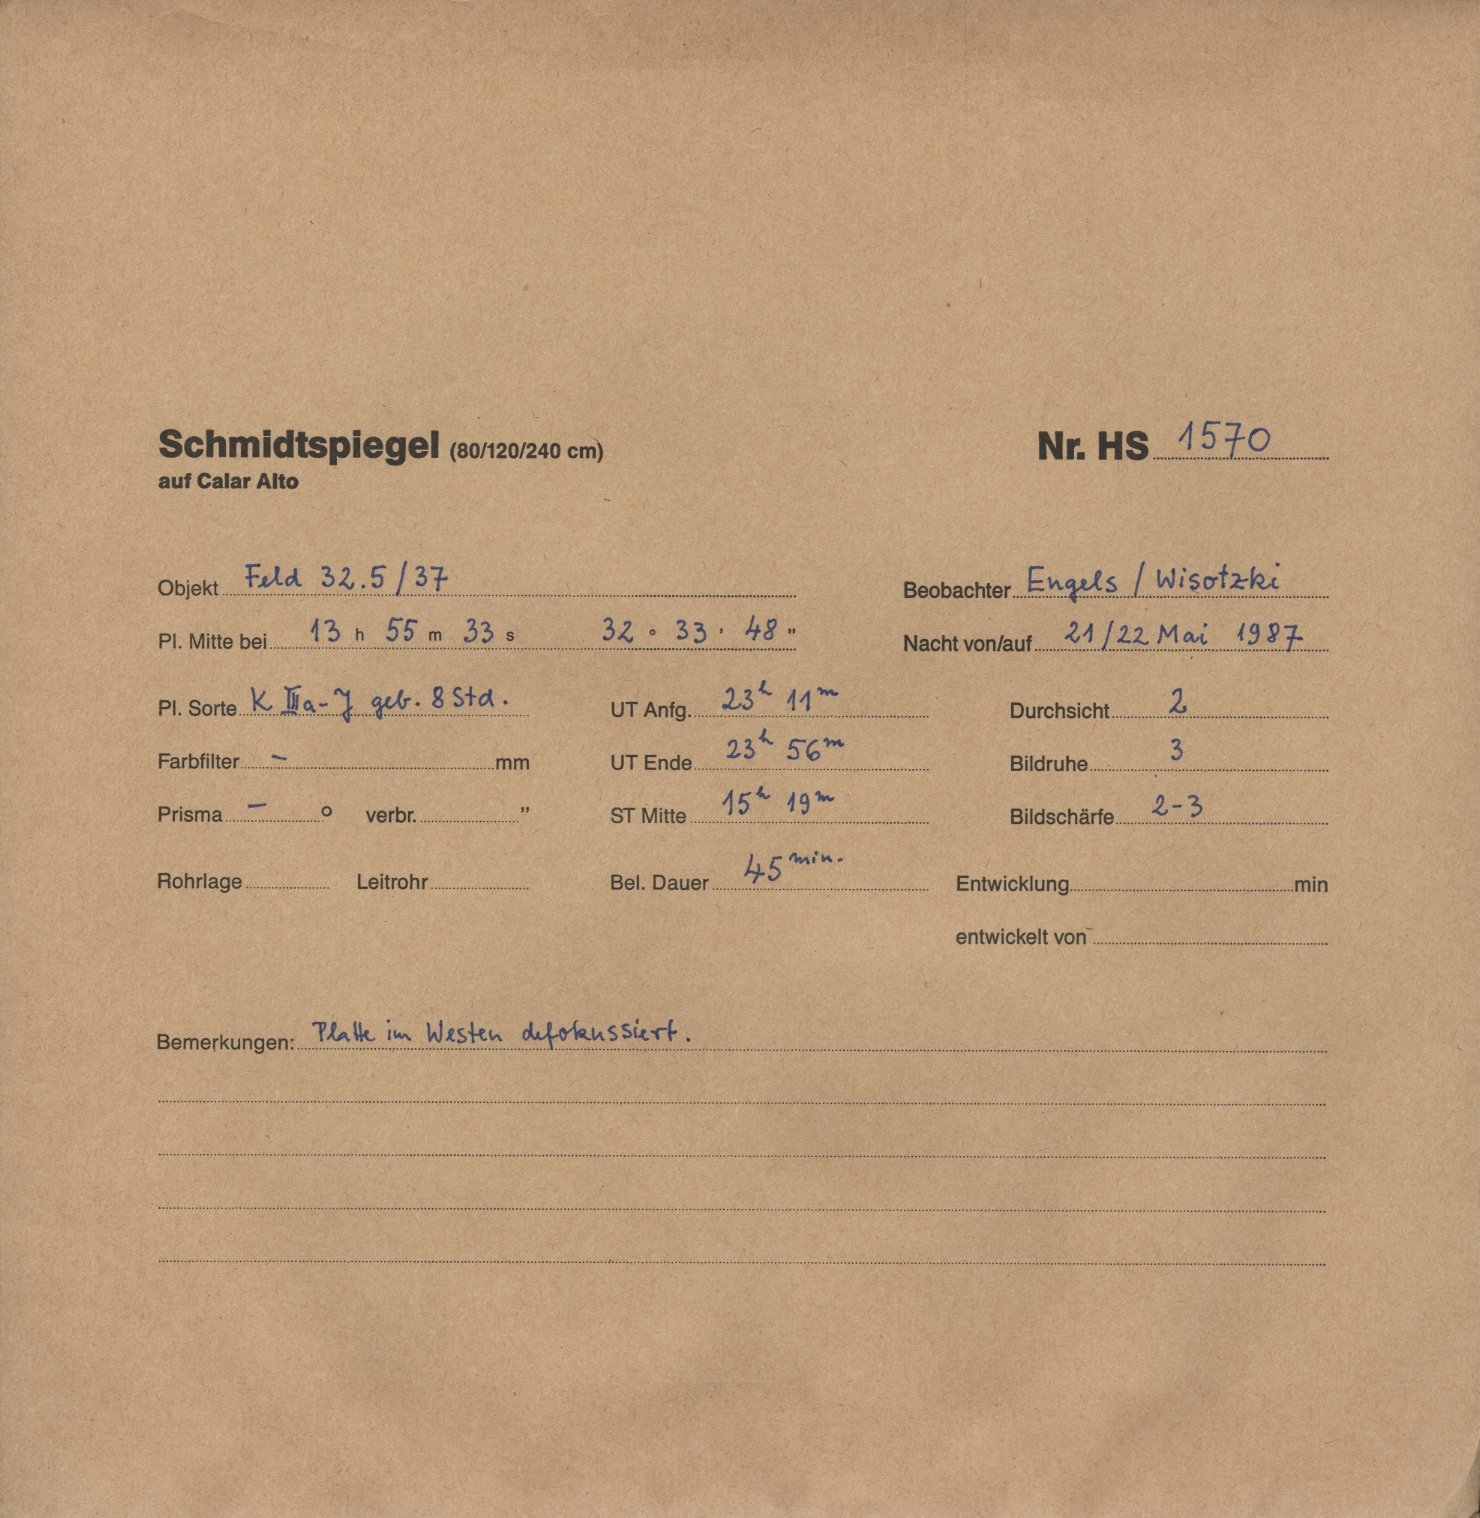 Schmidtspiegel (80/120/240 cm) Nr. HS 1570
auf Calar Alto
Objekt Feld 32.5/37 Beobachter Engels / Wisotzki
Pl. Mitte bei 13 h 55 m 33 s 32 ° 33 ' 48 " Nacht von/auf 21/22 Mai 1987
Pl. Sorte K IIIa-J geb. 8 Std. UT Anfg. 23h 11m Durchsicht 2
Farbfilter – mm UT Ende 23h 56m Bildruhe 3
Prisma – ° verbr. " ST Mitte 15h 19m Bildschärfe 2-3
Rohrlage Leitrohr Bel. Dauer 45 min. Entwicklung min
entwickelt von
Bemerkungen: Platte im Westen defokussiert.